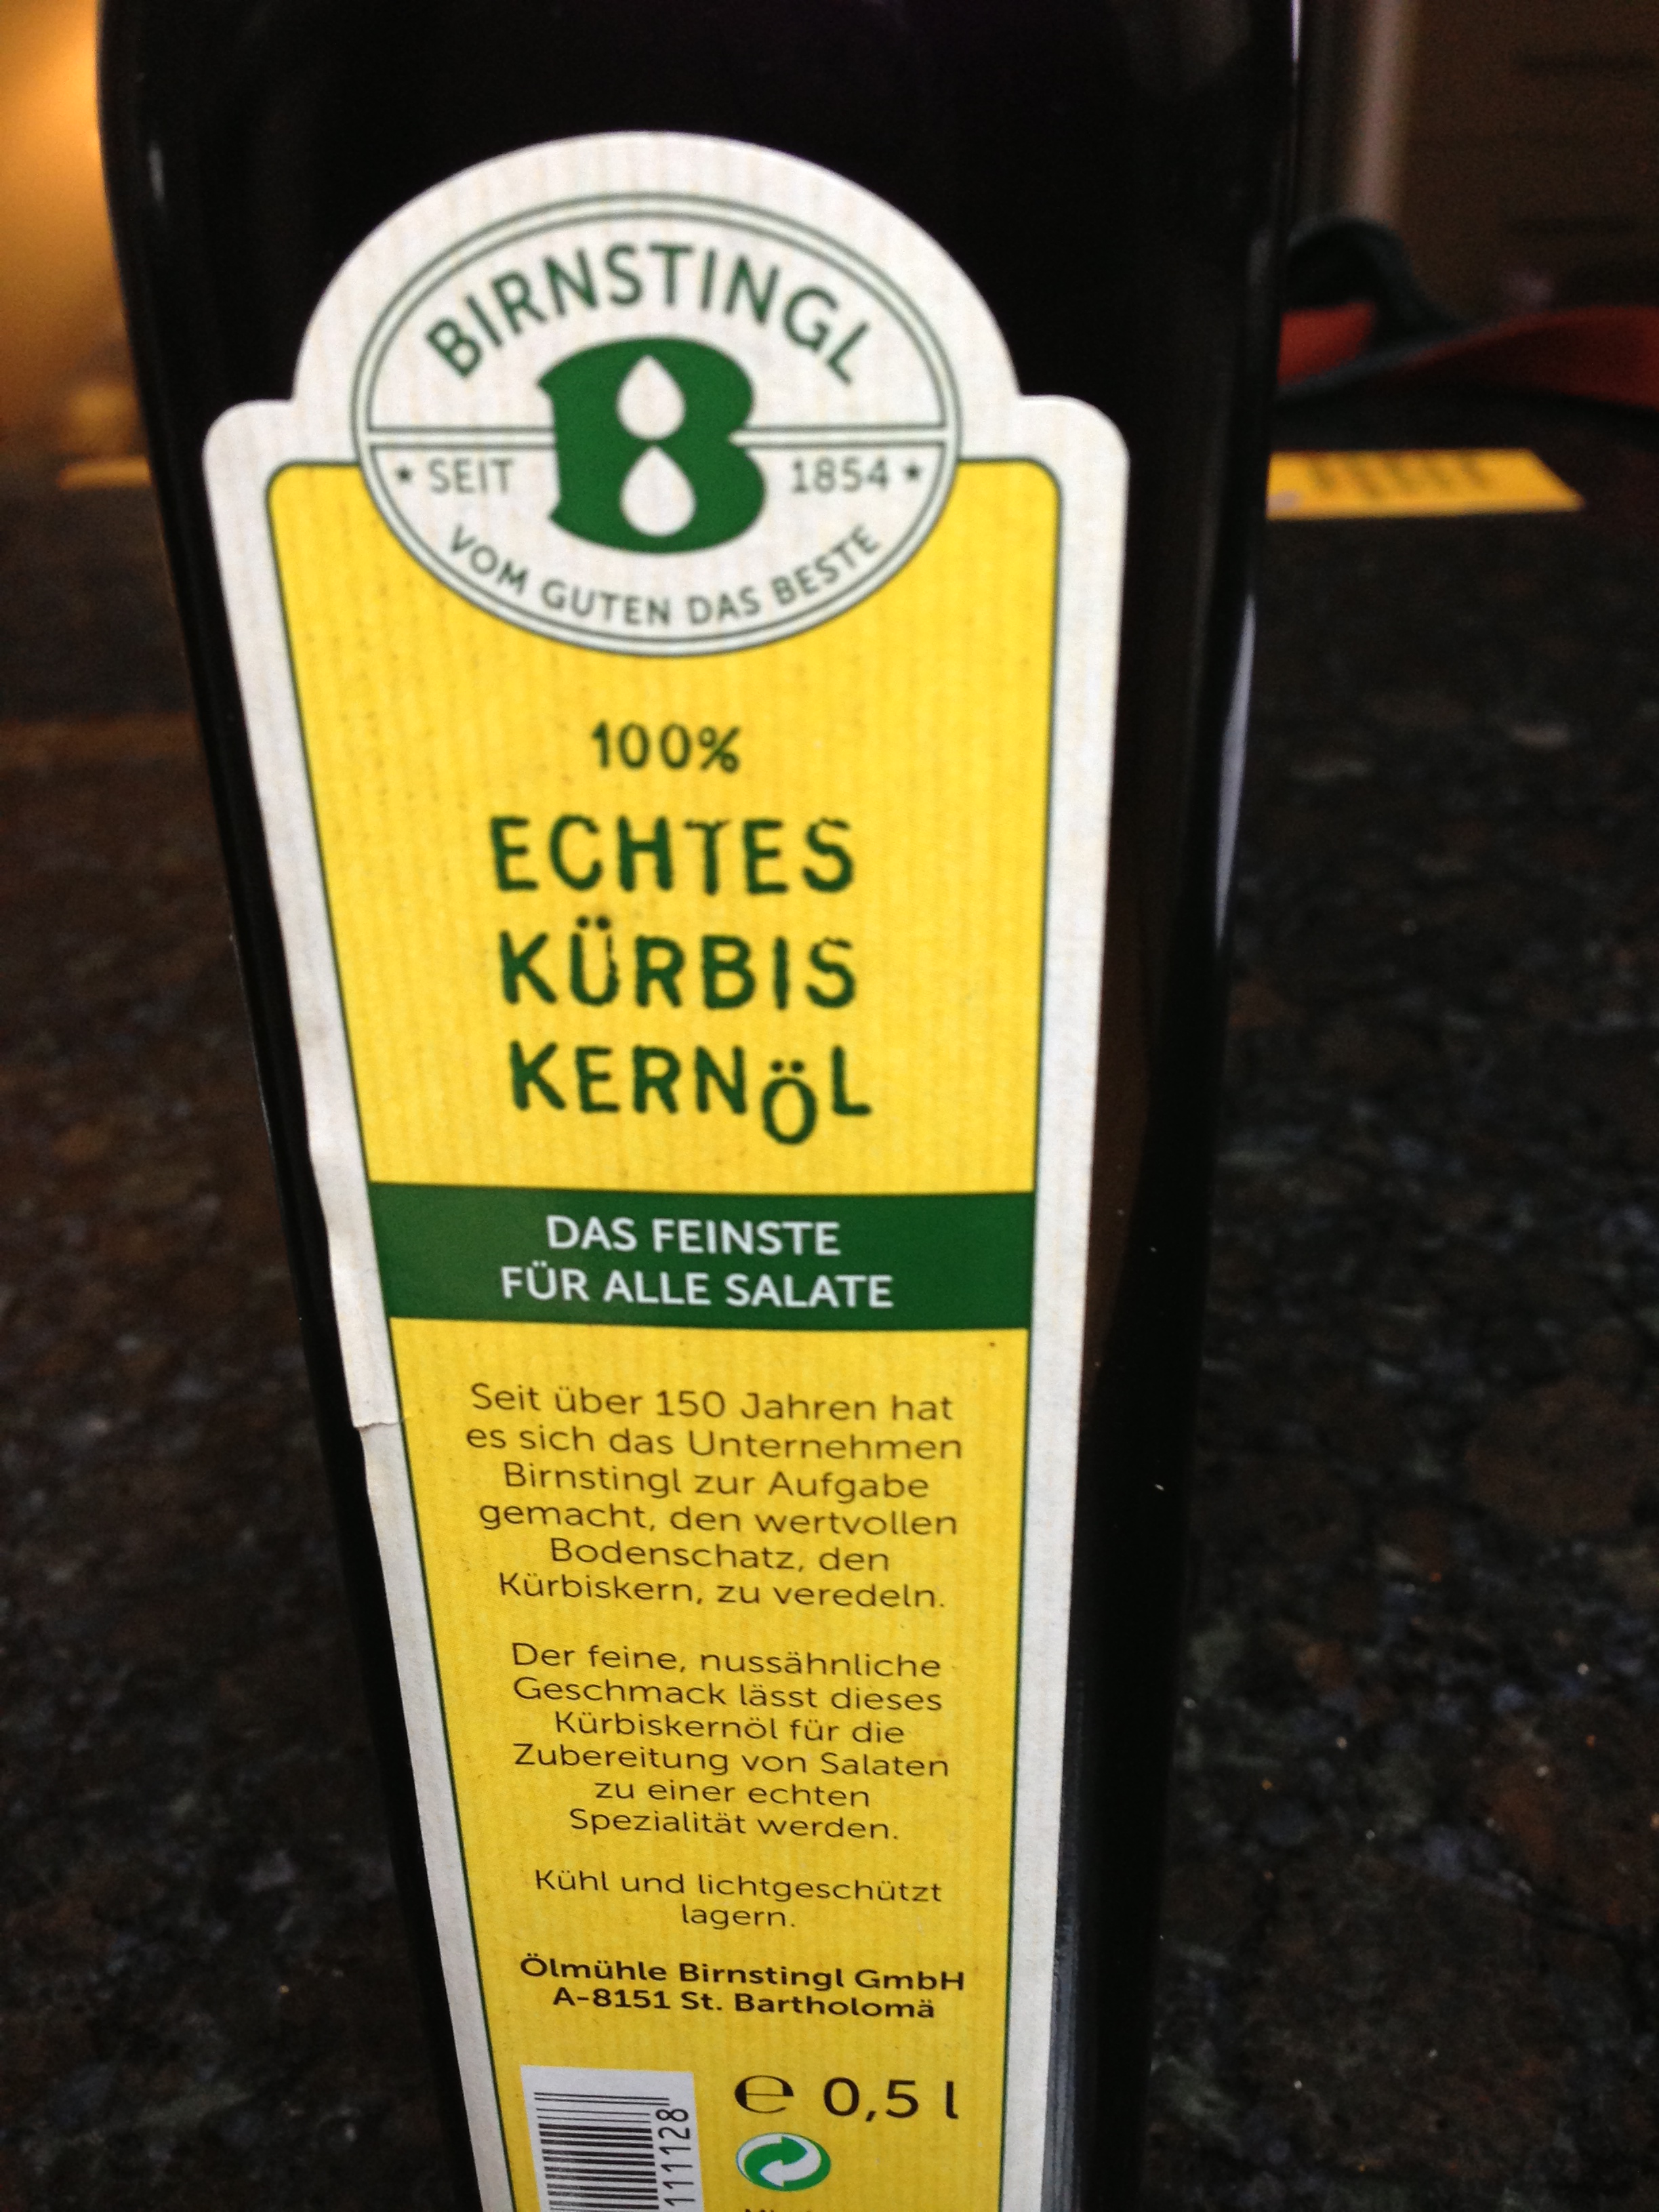 BIRNSTINGL
B
SEIT 1854
VOM GUTEN DAS BESTE
100%
ECHTES
KÜRBIS
KERNÖL
DAS FEINSTE
FÜR ALLE SALATE
Seit über 150 Jahren hat
es sich das Unternehmen
Birnstingl zur Aufgabe
gemacht, den wertvollen
Bodenschatz, den
Kürbiskern, zu veredeln.
Der feine, nussähnliche
Geschmack lässt dieses
Kürbiskernöl für die
Zubereitung von Salaten
zu einer echten
Spezialität werden.
Kühl und lichtgeschützt
lagern.
Ölmühle Birnstingl GmbH
A-8151 St. Bartholomä
℮ 0,5 l
111128